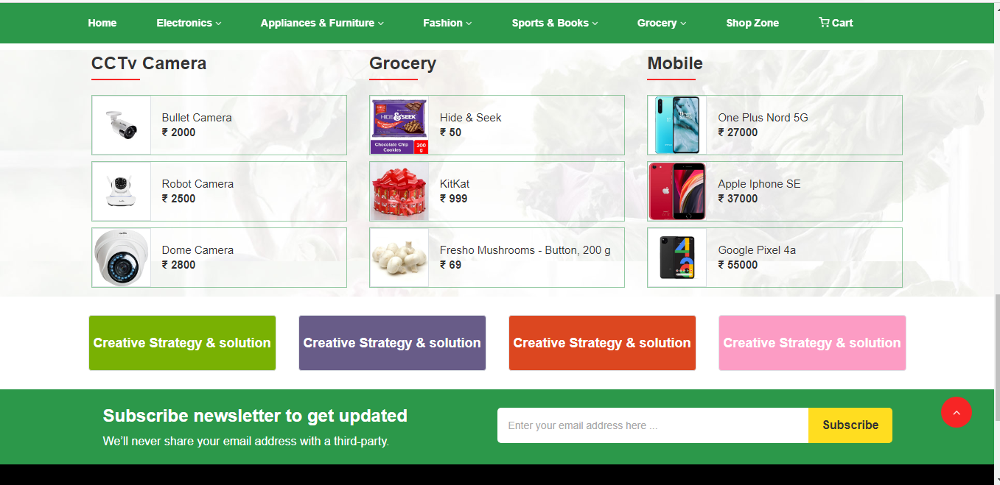 Home
Electronics
Appliances & Furniture
Fashion
Sports & Books
Grocery
Shop Zone
Cart
CCTv Camera
Bullet Camera
₹ 2000
Robot Camera
₹ 2500
Dome Camera
₹ 2800
Grocery
HIDE & SEEK
Chocolate Chip
Cookies
200
g
Hide & Seek
₹ 50
KitKat
₹ 999
Fresho Mushrooms - Button, 200 g
₹ 69
Mobile
One Plus Nord 5G
₹ 27000
Apple Iphone SE
₹ 37000
Google Pixel 4a
₹ 55000
Creative Strategy & solution
Creative Strategy & solution
Creative Strategy & solution
Creative Strategy & solution
Subscribe newsletter to get updated
We’ll never share your email address with a third-party.
Enter your email address here ...
Subscribe